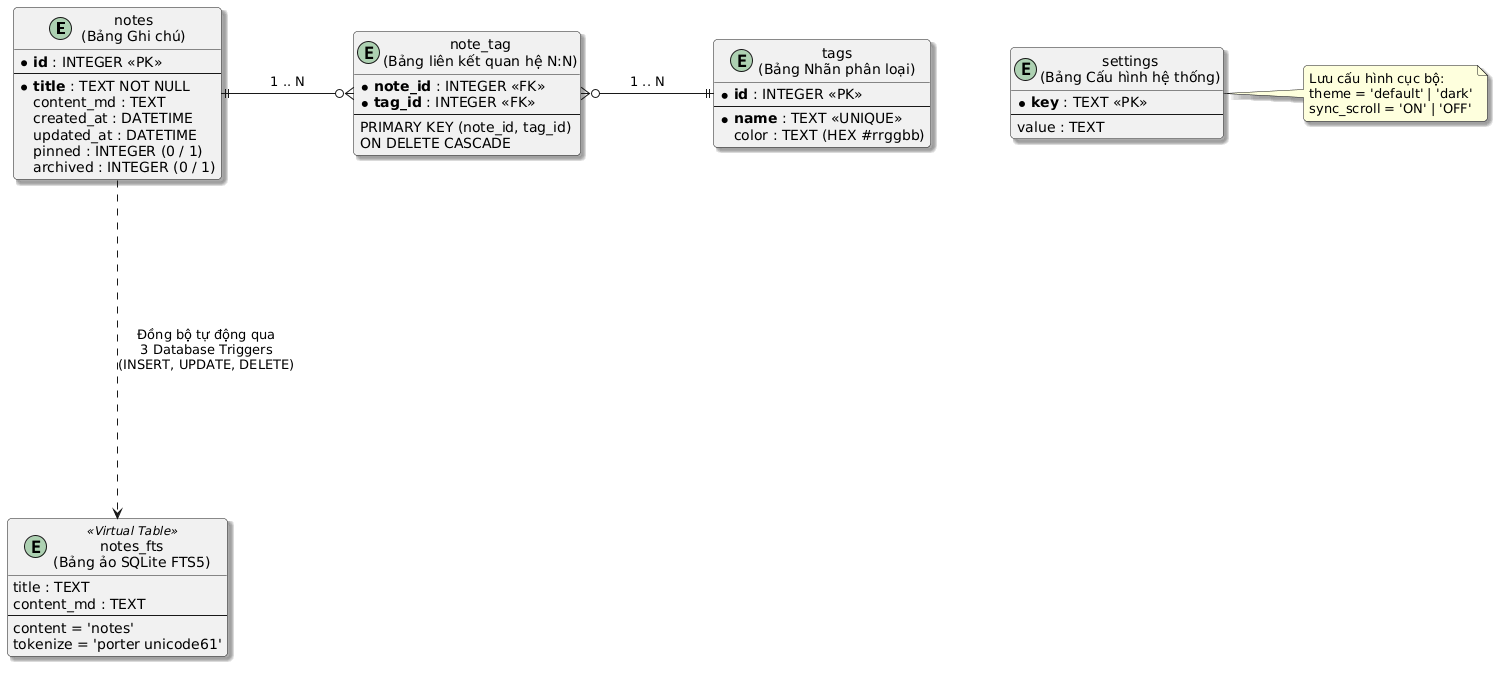 E
notes
(Bảng Ghi chú)
id : INTEGER «PK»
title : TEXT NOT NULL
content_md : TEXT
created_at : DATETIME
updated_at : DATETIME
pinned : INTEGER (0 / 1)
archived : INTEGER (0 / 1)
1 .. N
E
note_tag
(Bảng liên kết quan hệ N:N)
note_id : INTEGER «FK»
tag_id : INTEGER «FK»
PRIMARY KEY (note_id, tag_id)
ON DELETE CASCADE
1 .. N
E
tags
(Bảng Nhãn phân loại)
id : INTEGER «PK»
name : TEXT «UNIQUE»
color : TEXT (HEX #rrggbb)
E
settings
(Bảng Cấu hình hệ thống)
key : TEXT «PK»
value : TEXT
Lưu cấu hình cục bộ:
theme = 'default' | 'dark'
sync_scroll = 'ON' | 'OFF'
Đồng bộ tự động qua
3 Database Triggers
(INSERT, UPDATE, DELETE)
E
«Virtual Table»
notes_fts
(Bảng ảo SQLite FTS5)
title : TEXT
content_md : TEXT
content = 'notes'
tokenize = 'porter unicode61'